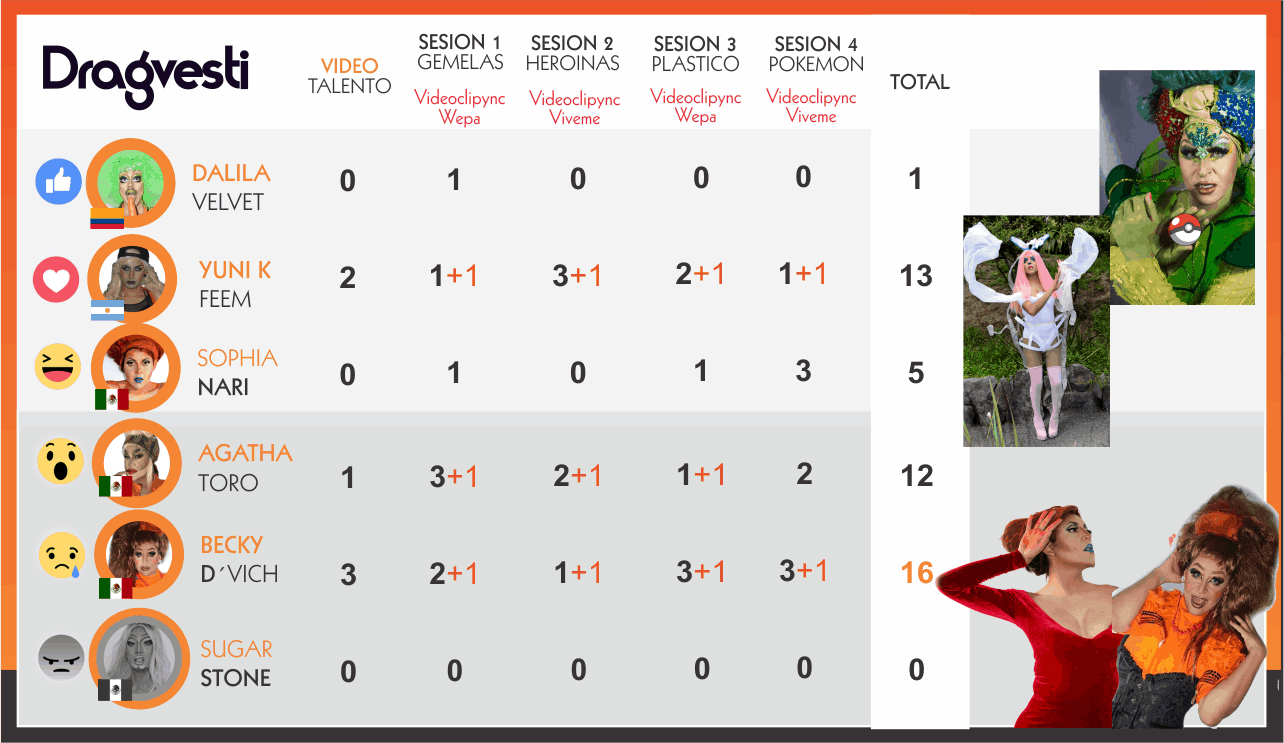 Dragvesti
VIDEO
TALENTO
SESION 1
GEMELAS
Videoclipync
Wepa
SESION 2
HEROINAS
Videoclipync
Viveme
SESION 3
PLASTICO
Videoclipync
Wepa
SESION 4
POKEMON
Videoclipync
Viveme
TOTAL
DALILA
VELVET
0 1 0 0 0 1
YUNI K
FEEM
2 1+1 3+1 2+1 1+1 13
SOPHIA
NARI
0 1 0 1 3 5
AGATHA
TORO
1 3+1 2+1 1+1 2 12
BECKY
D´VICH
3 2+1 1+1 3+1 3+1 16
SUGAR
STONE
0 0 0 0 0 0